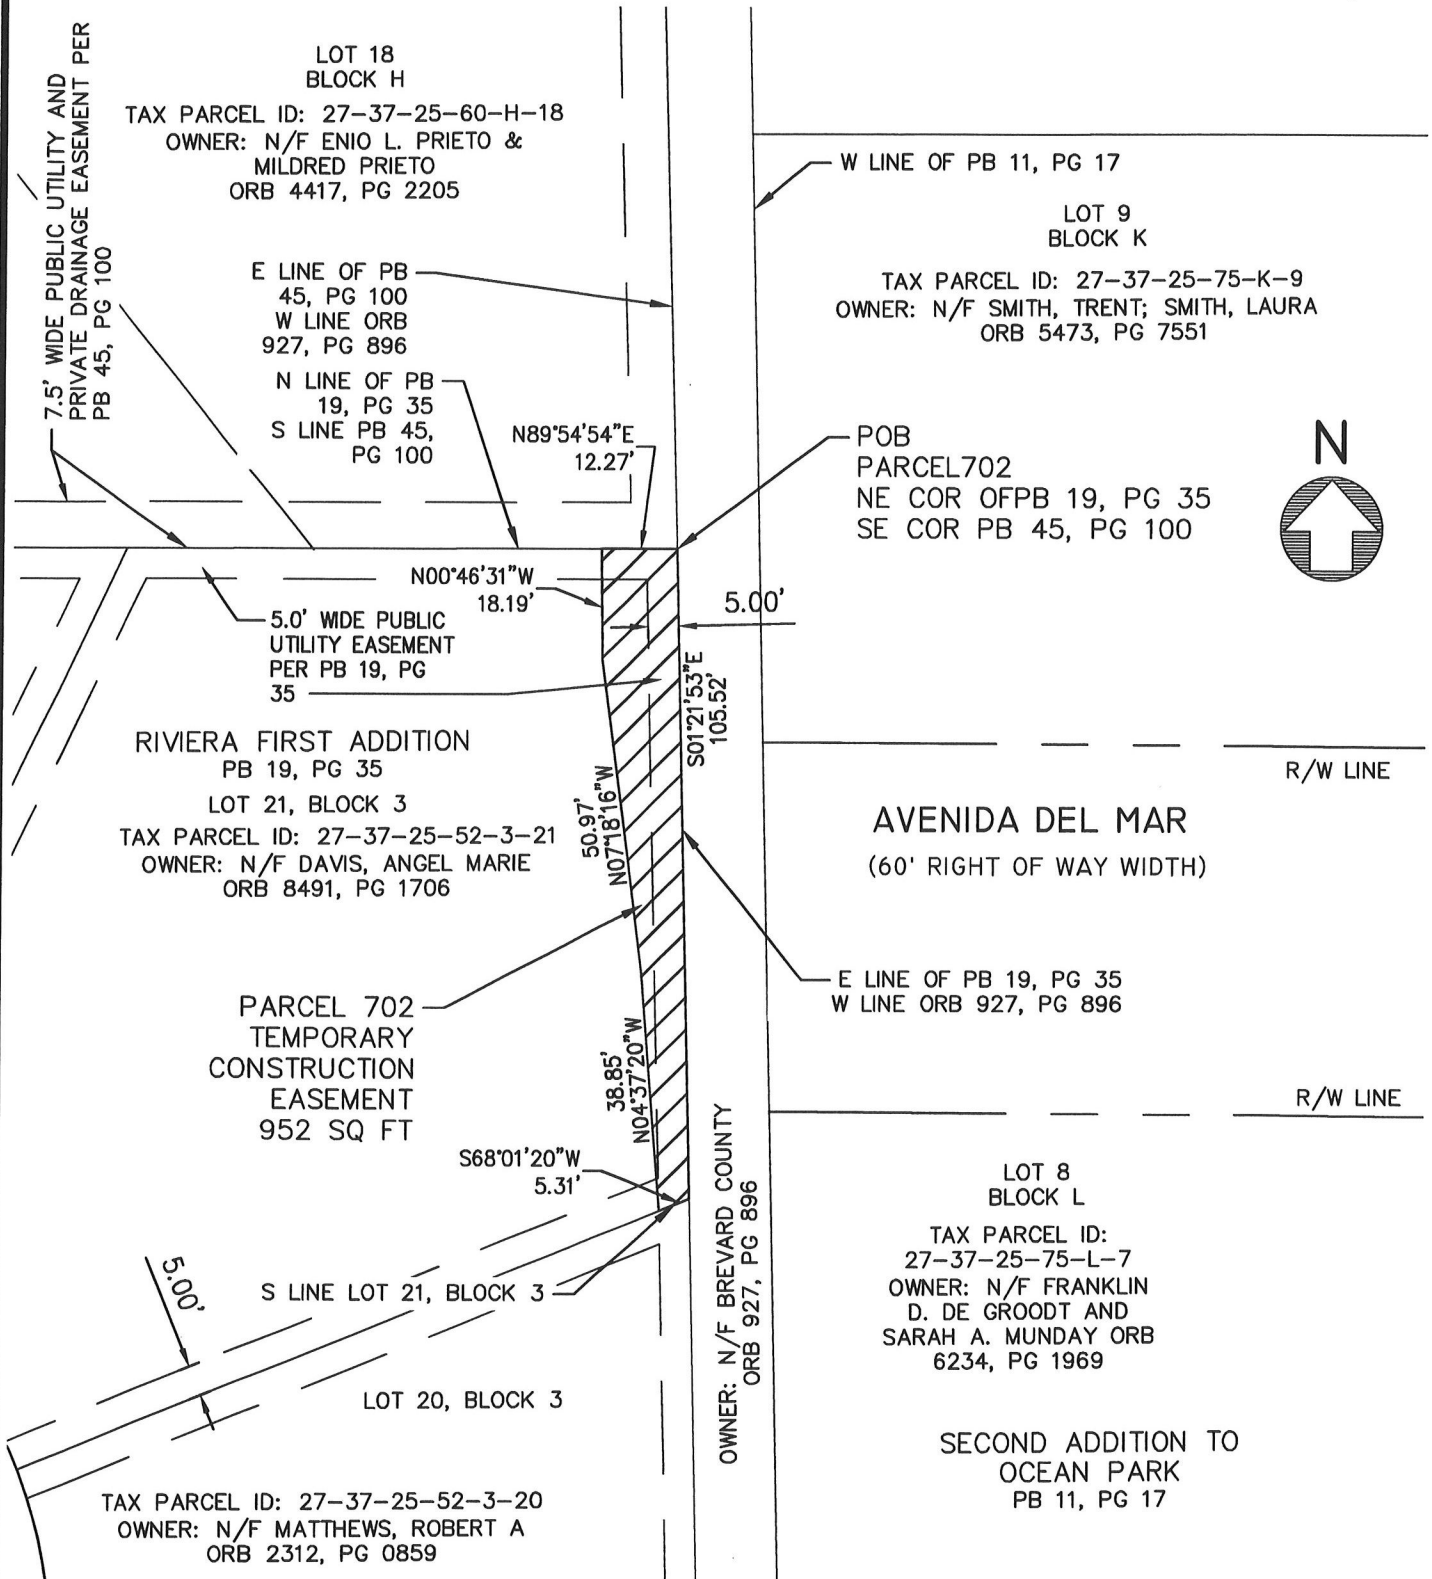 7.5' WIDE PUBLIC UTILITY AND
PRIVATE DRAINAGE EASEMENT PER
PB 45, PG 100
LOT 18
BLOCK H
TAX PARCEL ID: 27-37-25-60-H-18
OWNER: N/F ENIO L. PRIETO &
MILDRED PRIETO
ORB 4417, PG 2205
E LINE OF PB
45, PG 100
W LINE ORB
927, PG 896
N LINE OF PB
19, PG 35
S LINE PB 45,
PG 100
N89°54'54"E
12.27'
W LINE OF PB 11, PG 17
LOT 9
BLOCK K
TAX PARCEL ID: 27-37-25-75-K-9
OWNER: N/F SMITH, TRENT; SMITH, LAURA
ORB 5473, PG 7551
POB
PARCEL702
NE COR OFPB 19, PG 35
SE COR PB 45, PG 100
N
N00°46'31"W
18.19'
5.00'
5.0' WIDE PUBLIC
UTILITY EASEMENT
PER PB 19, PG
35
S01°21'53"E
105.52'
RIVIERA FIRST ADDITION
PB 19, PG 35
LOT 21, BLOCK 3
TAX PARCEL ID: 27-37-25-52-3-21
OWNER: N/F DAVIS, ANGEL MARIE
ORB 8491, PG 1706
50.97'
N07°18'16"W
R/W LINE
AVENIDA DEL MAR
(60' RIGHT OF WAY WIDTH)
E LINE OF PB 19, PG 35
W LINE ORB 927, PG 896
PARCEL 702
TEMPORARY
CONSTRUCTION
EASEMENT
952 SQ FT
38.85'
N04°37'20"W
R/W LINE
S68°01'20"W
5.31'
OWNER: N/F BREVARD COUNTY
ORB 927, PG 896
LOT 8
BLOCK L
TAX PARCEL ID:
27-37-25-75-L-7
OWNER: N/F FRANKLIN
D. DE GROODT AND
SARAH A. MUNDAY ORB
6234, PG 1969
5.00'
S LINE LOT 21, BLOCK 3
LOT 20, BLOCK 3
SECOND ADDITION TO
OCEAN PARK
PB 11, PG 17
TAX PARCEL ID: 27-37-25-52-3-20
OWNER: N/F MATTHEWS, ROBERT A
ORB 2312, PG 0859